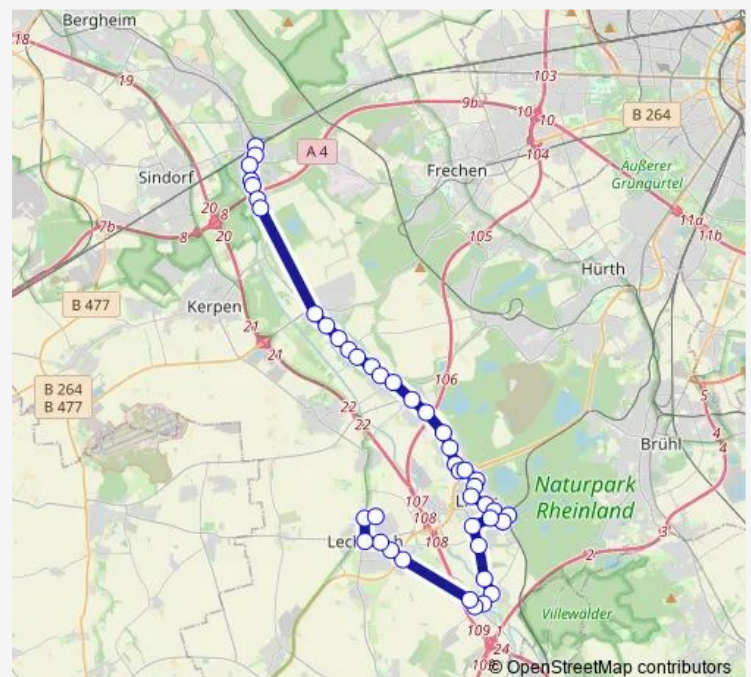 Bergheim
18
19
103
9b
10
10
B 264
A 4
104
Sindorf
Frechen
Äußerer
Grüngürtel
20
8
7b
8
20
11a
11b
105
Hürth
B 477
Kerpen
21
21
106
B 264
B 477
22
22
5
4
4
Brühl
107
108
108
Naturpark
Rheinland
3
2
Villewälder
109
1
24
© OpenStreetMap contributors